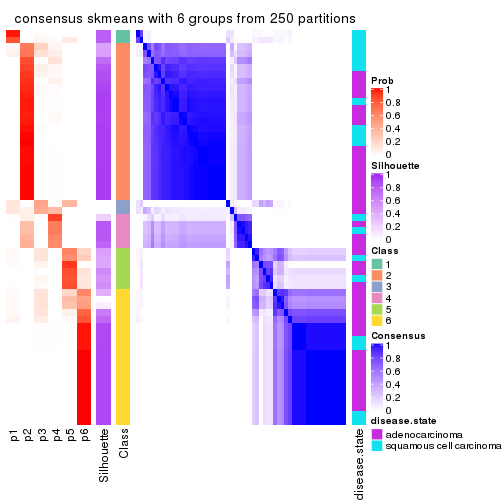 consensus skmeans with 6 groups from 250 partitions
Prob
1
0.8
0.6
0.4
0.2
0
Silhouette
1
0.8
0.6
0.4
0.2
0
Class
1
2
3
4
5
6
Consensus
1
0.8
0.6
0.4
0.2
0
disease.state
adenocarcinoma
squamous cell carcinoma
p1
p2
p3
p4
p5
p6
Silhouette
Class
disease.state